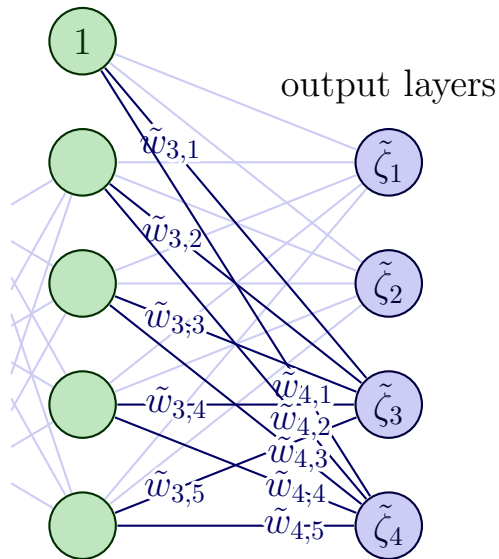 1
output layers
w̃₃,₁
ζ̃₁
w̃₃,₂
ζ̃₂
w̃₃,₃
w̃₄,₁
w̃₃,₄
ζ̃₃
w̃₄,₂
w̃₄,₃
w̃₃,₅
w̃₄,₄
w̃₄,₅
ζ̃₄